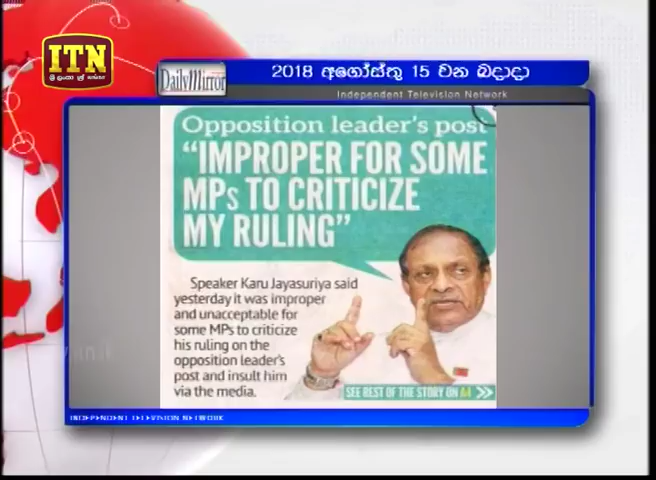 ITN
ශ්‍රී ලංකා ශ්‍රී සභාව
DailyMirror
2018 අගෝස්තු 15 වන බදාදා
Independent Television Network
Opposition leader's post
"IMPROPER FOR SOME
MPs TO CRITICIZE
MY RULING"
Speaker Karu Jayasuriya said
yesterday it was improper
and unacceptable for
some MPs to criticize
his ruling on the
opposition leader's
post and insult him
via the media.
SEE REST OF THE STORY ON A4
INDEPENDENT TELEVISION NETWORK